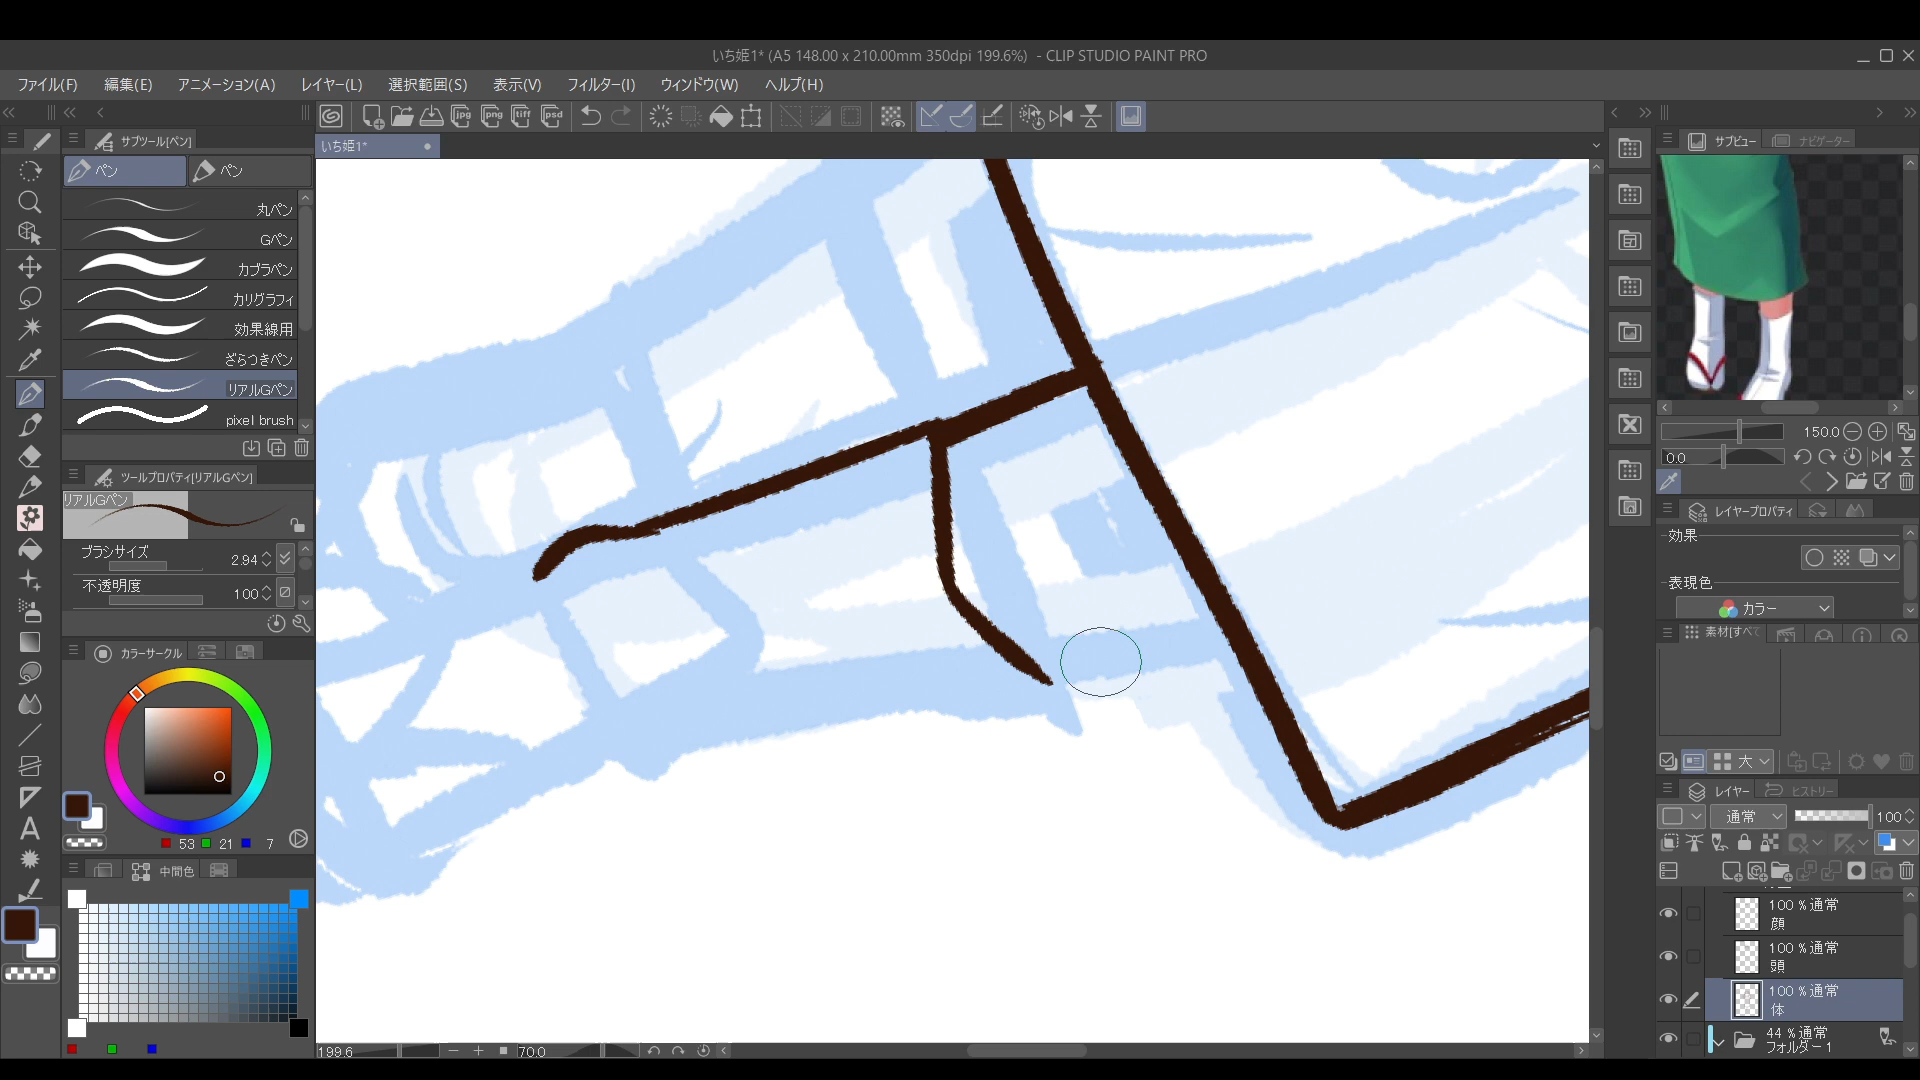 いち姫1* (A5 148.00 x 210.00mm 350dpi 199.6%) - CLIP STUDIO PAINT PRO
ファイル(F) 編集(E) アニメーション(A) レイヤー(L) 選択範囲(S) 表示(V) フィルター(I) ウィンドウ(W) ヘルプ(H)
jpg png tiff psd
サブツール[ペン]
いち姫1*
ペン ペン
丸ペン
Gペン
カブラペン
カリグラフィ
効果線用
ざらつきペン
リアルGペン
pixel brush
ツールプロパティ[リアルGペン]
リアルGペン
ブラシサイズ 2.94
不透明度 100
カラーサークル
53 21 7
中間色
199.6 70.0
サブビュー ナビゲーター
150.0
0.0
レイヤープロパティ
効果
表現色
カラー
素材[すべて
大
レイヤー ヒストリー
通常 100
100 %通常
顔
100 %通常
頭
100 %通常
体
44 %通常
フォルダー 1